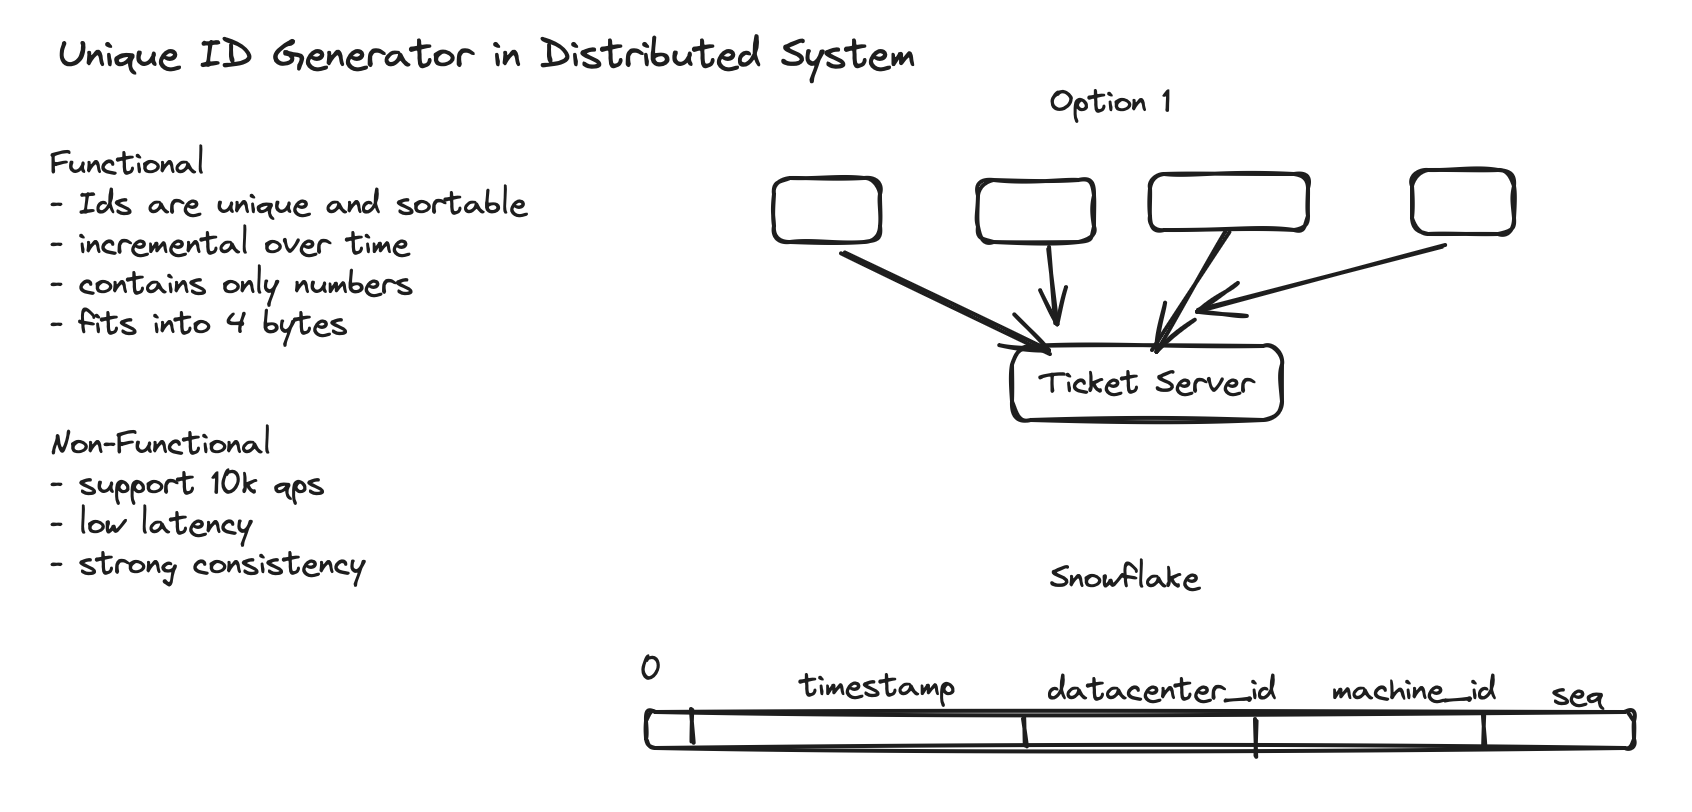 Unique ID Generator in Distributed System
Option 1
Functional
- Ids are unique and sortable
- incremental over time
- contains only numbers
- fits into 4 bytes
Ticket Server
Non-Functional
- support 10k qps
- low latency
- strong consistency
Snowflake
0
timestamp
datacenter_id
machine_id
seq